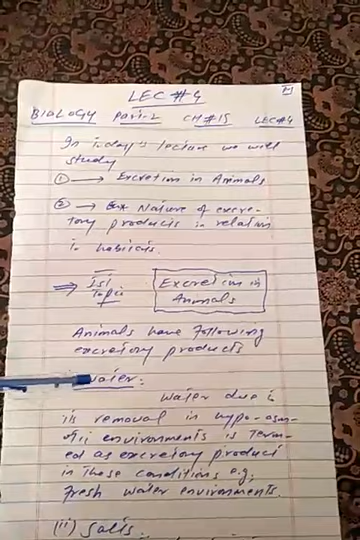 LEC #4
BIOLOGY Part-2 CH #15 LEC#4
In today's lecture we will
study
① → Excretion in Animals
② → Nature of excre-
tory products in relation
to habitats.
⇒ Ist Topic
Excretion in
Animals
Animals have following
excretory products
Water:
Water due to
its removal in hypo-osm-
otic environments is term-
ed as excretory product
in these conditions e.g,
Fresh water environments.
(ii) Salts.